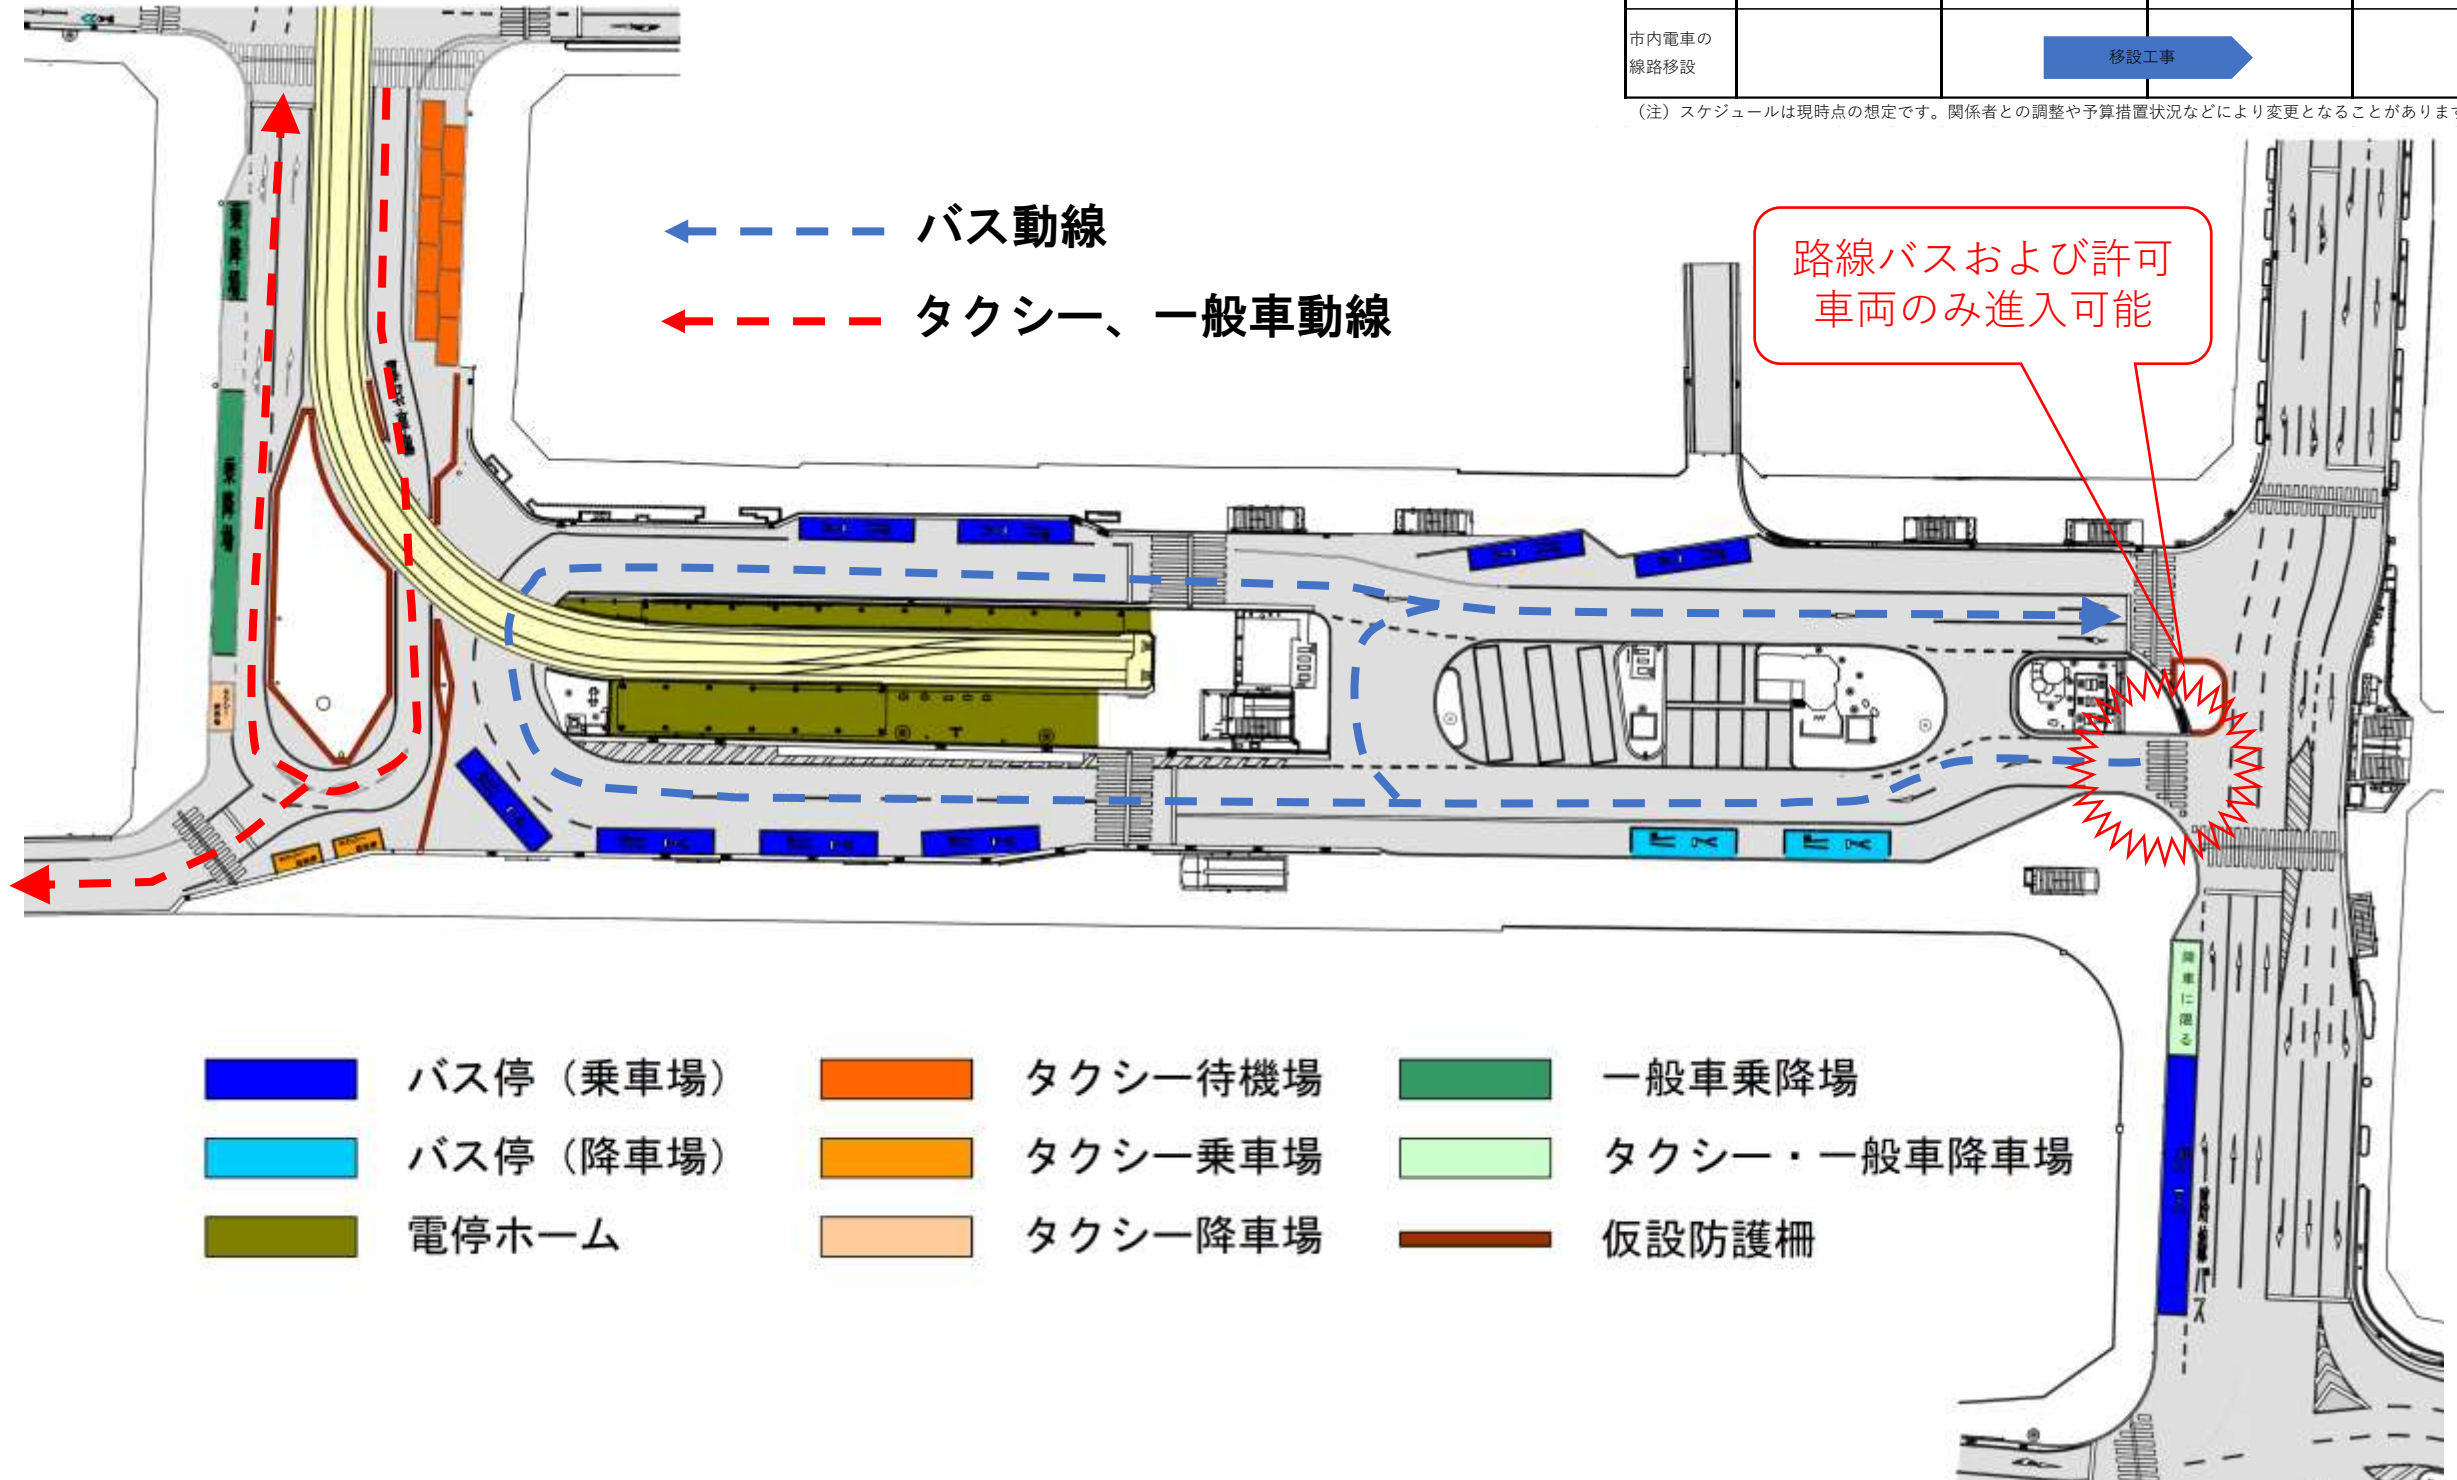 市内電車の
線路移設
移設工事
（注）スケジュールは現時点の想定です。関係者との調整や予算措置状況などにより変更となることがあります
バス動線
タクシー、一般車動線
路線バスおよび許可
車両のみ進入可能
乗降場
乗降場
降車に限る
バス
バス停（乗車場）
タクシー待機場
一般車乗降場
バス停（降車場）
タクシー乗車場
タクシー・一般車降車場
電停ホーム
タクシー降車場
仮設防護柵